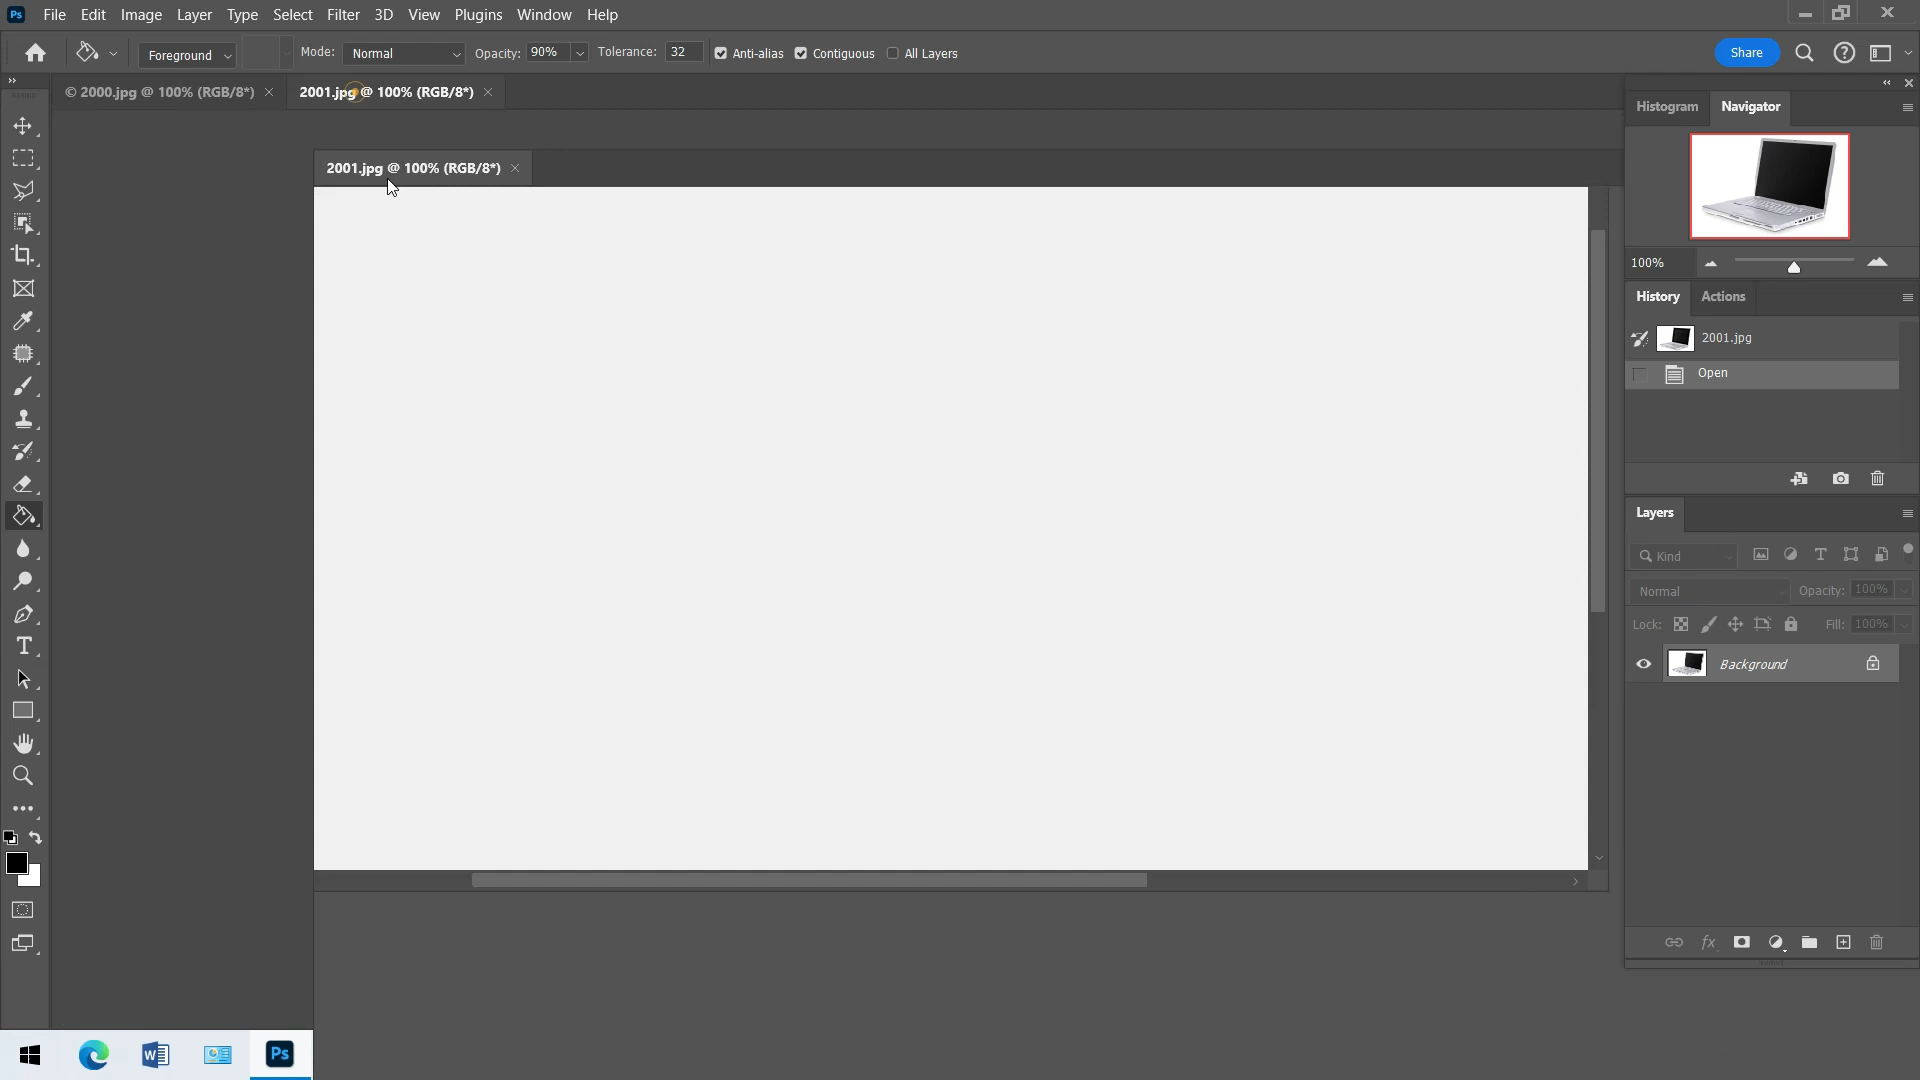 Ps File Edit Image Layer Type Select Filter 3D View Plugins Window Help
Foreground Mode: Normal Opacity: 90% Tolerance: 32 Anti-alias Contiguous All Layers Share
© 2000.jpg @ 100% (RGB/8*) 2001.jpg @ 100% (RGB/8*)
Histogram Navigator
2001.jpg @ 100% (RGB/8*)
100%
History Actions
2001.jpg
Open
Layers
Kind
Normal Opacity: 100%
Lock: Fill: 100%
Background
fx
Ps